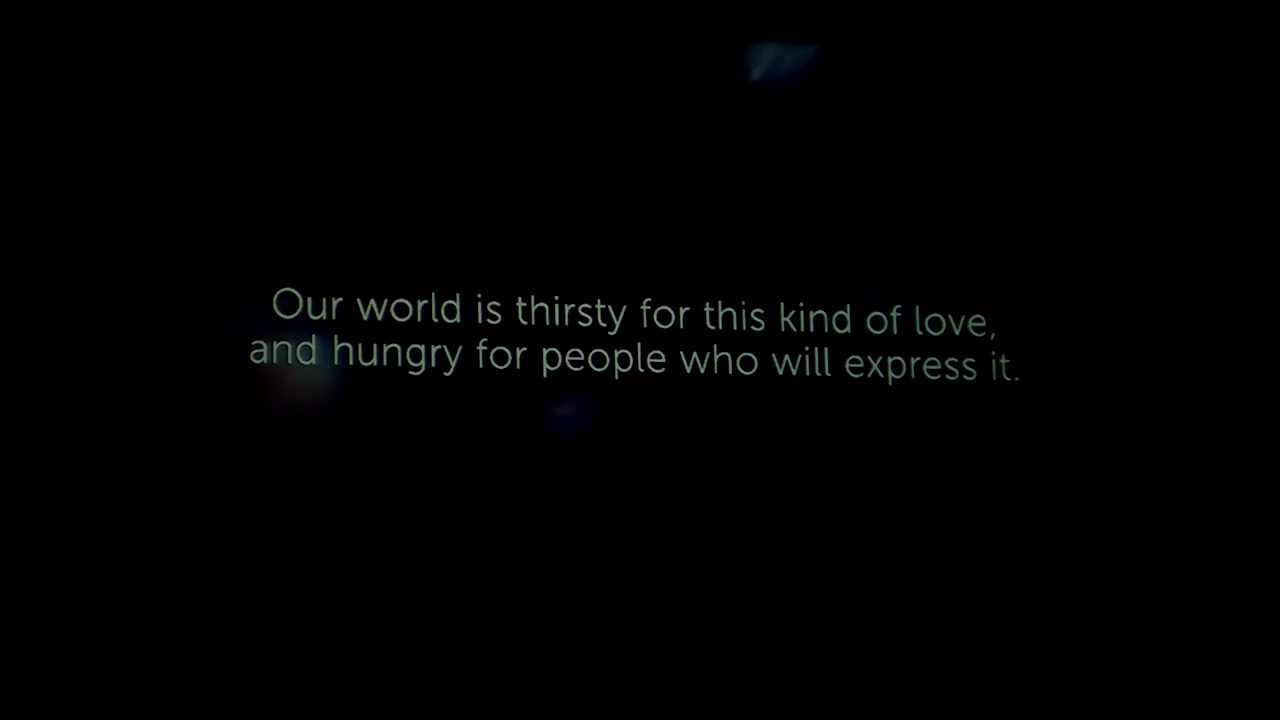 Our world is thirsty for this kind of love,
and hungry for people who will express it.